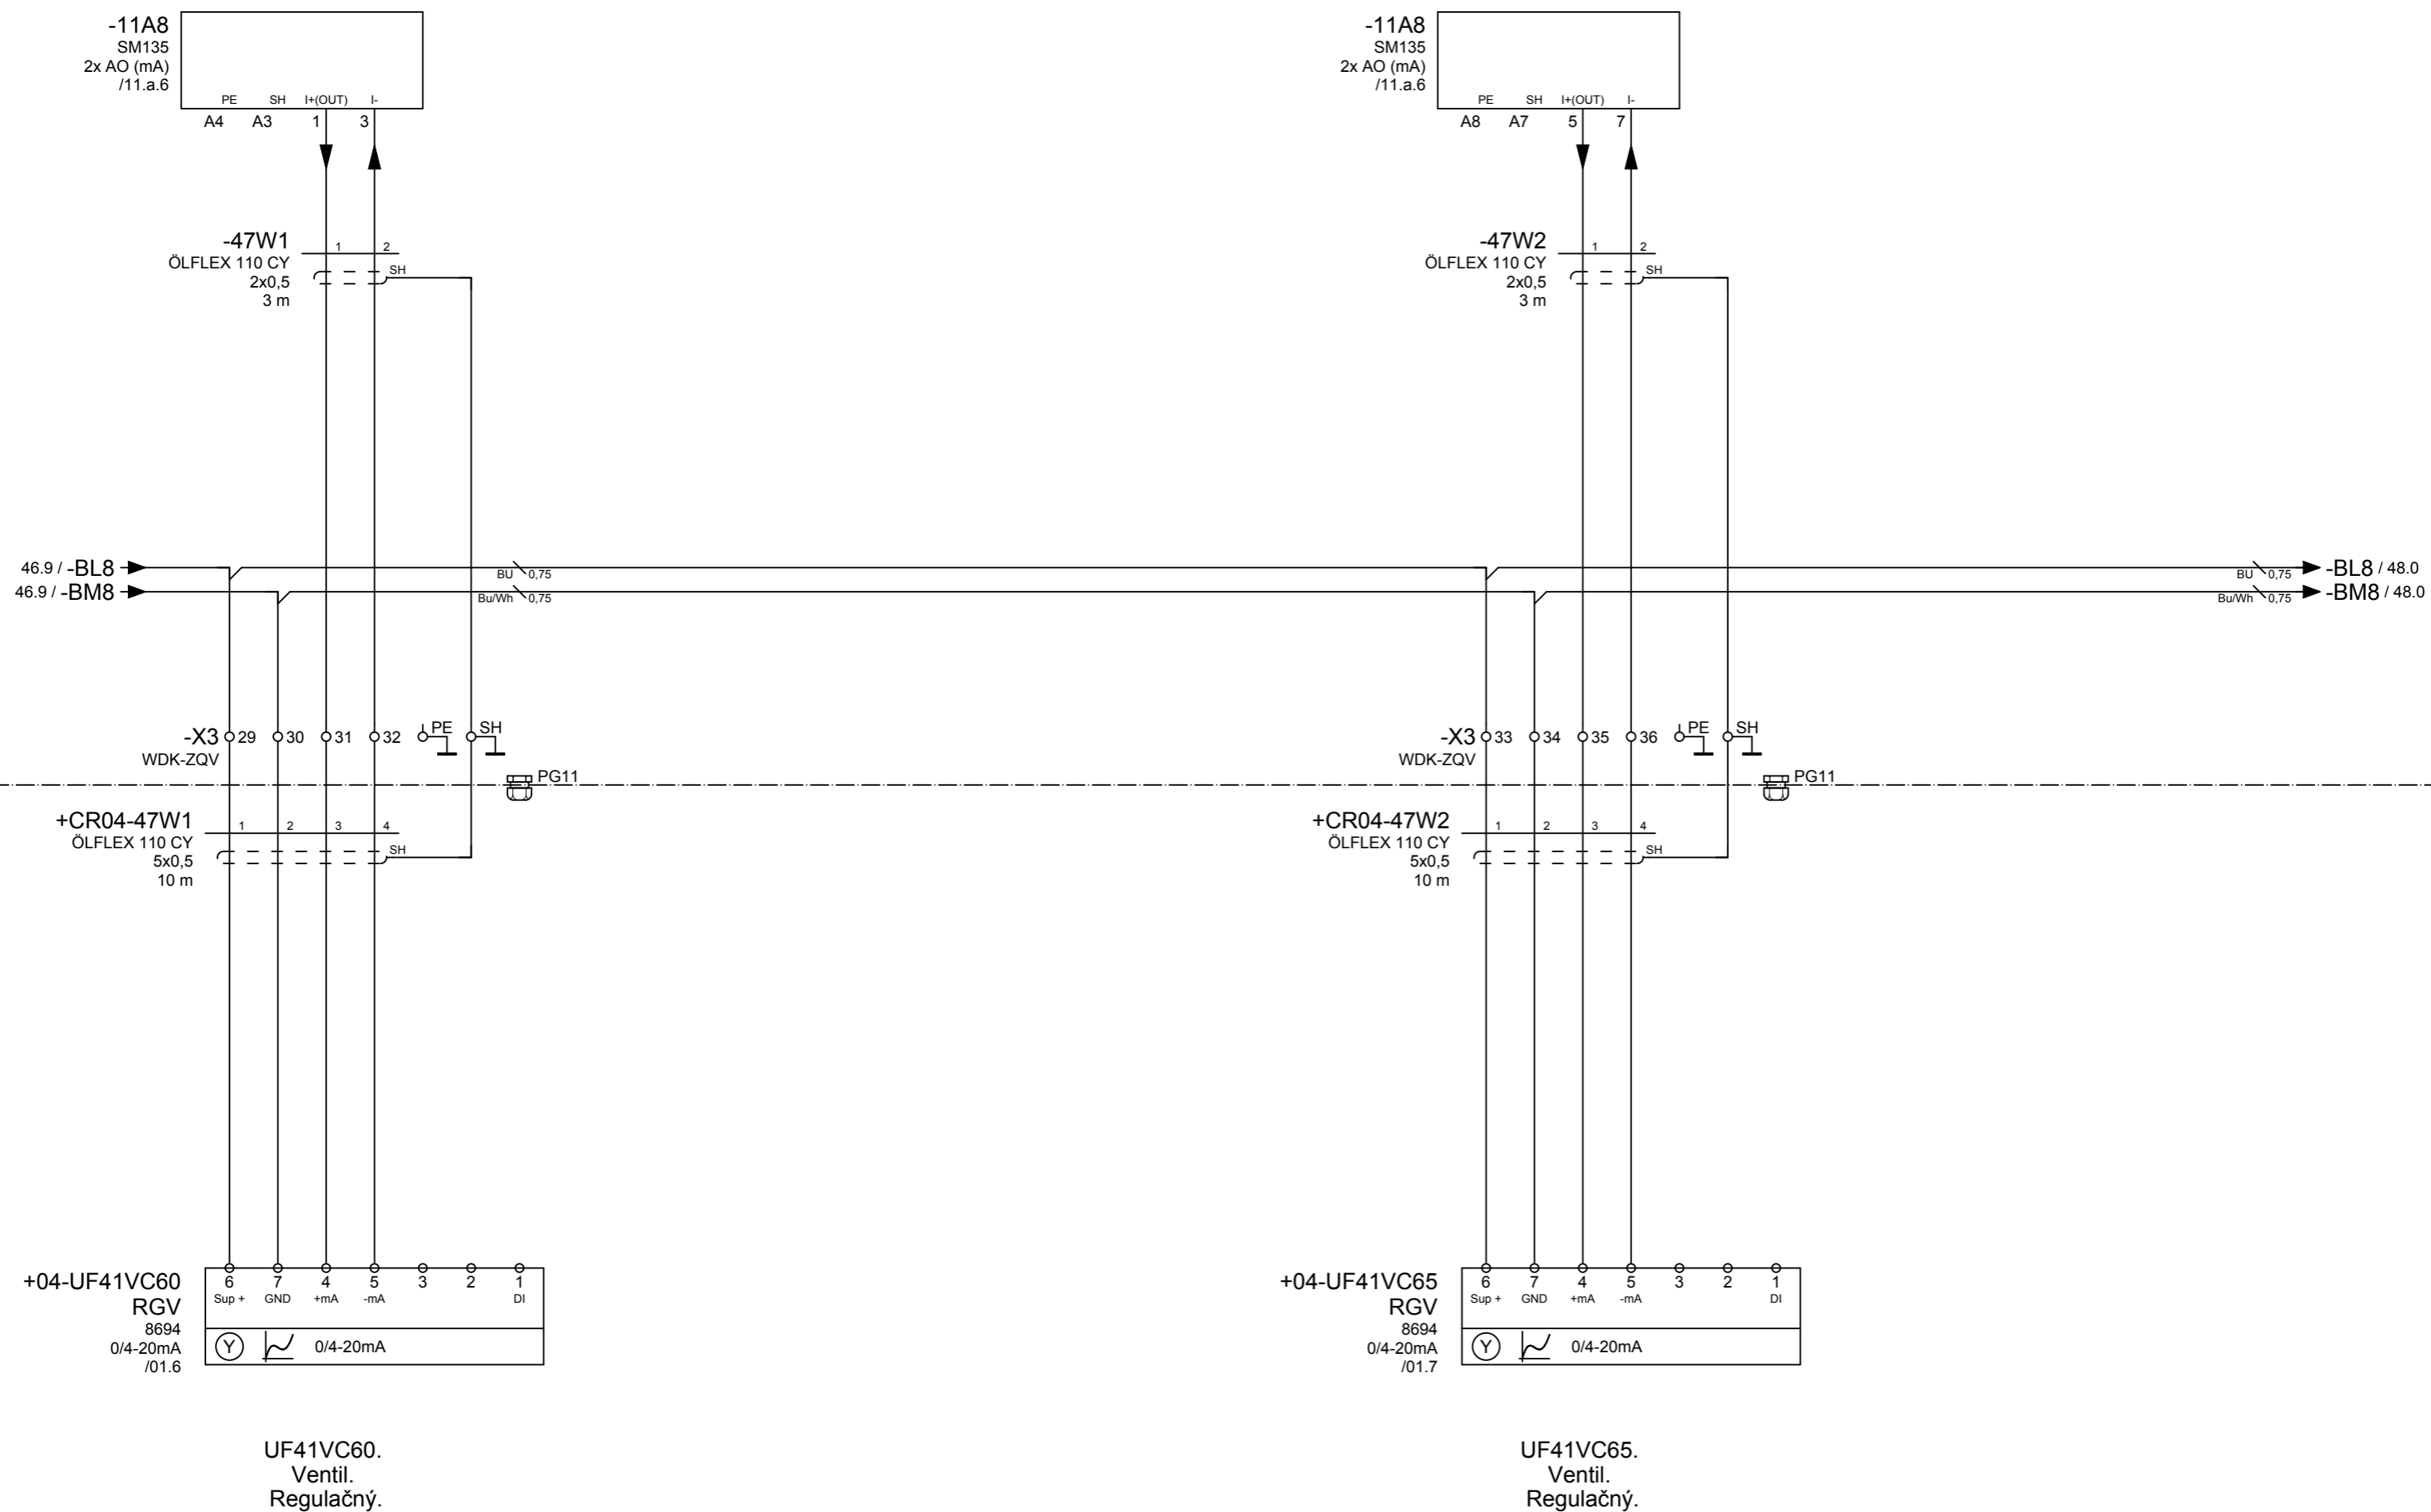 -11A8
SM135
2x AO (mA)
/11.a.6
PE SH I+(OUT) I-
A4 A3 1 3
-11A8
SM135
2x AO (mA)
/11.a.6
PE SH I+(OUT) I-
A8 A7 5 7
-47W1
ÖLFLEX 110 CY
2x0,5
3 m
1 2
SH
-47W2
ÖLFLEX 110 CY
2x0,5
3 m
1 2
SH
46.9 / -BL8
46.9 / -BM8
BU 0,75
Bu/Wh 0,75
BU 0,75
Bu/Wh 0,75
-BL8 / 48.0
-BM8 / 48.0
-X3 29 30 31 32 PE SH
WDK-ZQV
PG11
-X3 33 34 35 36 PE SH
WDK-ZQV
PG11
+CR04-47W1
ÖLFLEX 110 CY
5x0,5
10 m
1 2 3 4
SH
+CR04-47W2
ÖLFLEX 110 CY
5x0,5
10 m
1 2 3 4
SH
+04-UF41VC60
RGV
8694
0/4-20mA
/01.6
6 7 4 5 3 2 1
Sup + GND +mA -mA DI
Y 0/4-20mA
+04-UF41VC65
RGV
8694
0/4-20mA
/01.7
6 7 4 5 3 2 1
Sup + GND +mA -mA DI
Y 0/4-20mA
UF41VC60.
Ventil.
Regulačný.
UF41VC65.
Ventil.
Regulačný.